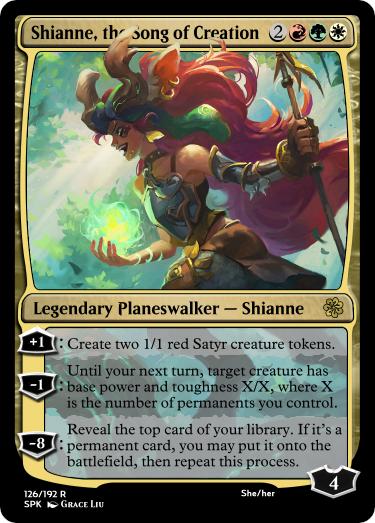 Shianne, the Song of Creation 2
Legendary Planeswalker — Shianne
+1: Create two 1/1 red Satyr creature tokens.
Until your next turn, target creature has
-1: base power and toughness X/X, where X
is the number of permanents you control.
Reveal the top card of your library. If it's a
-8: permanent card, you may put it onto the
battlefield, then repeat this process.
4
126/192 R
SPK Grace Liu
She/her